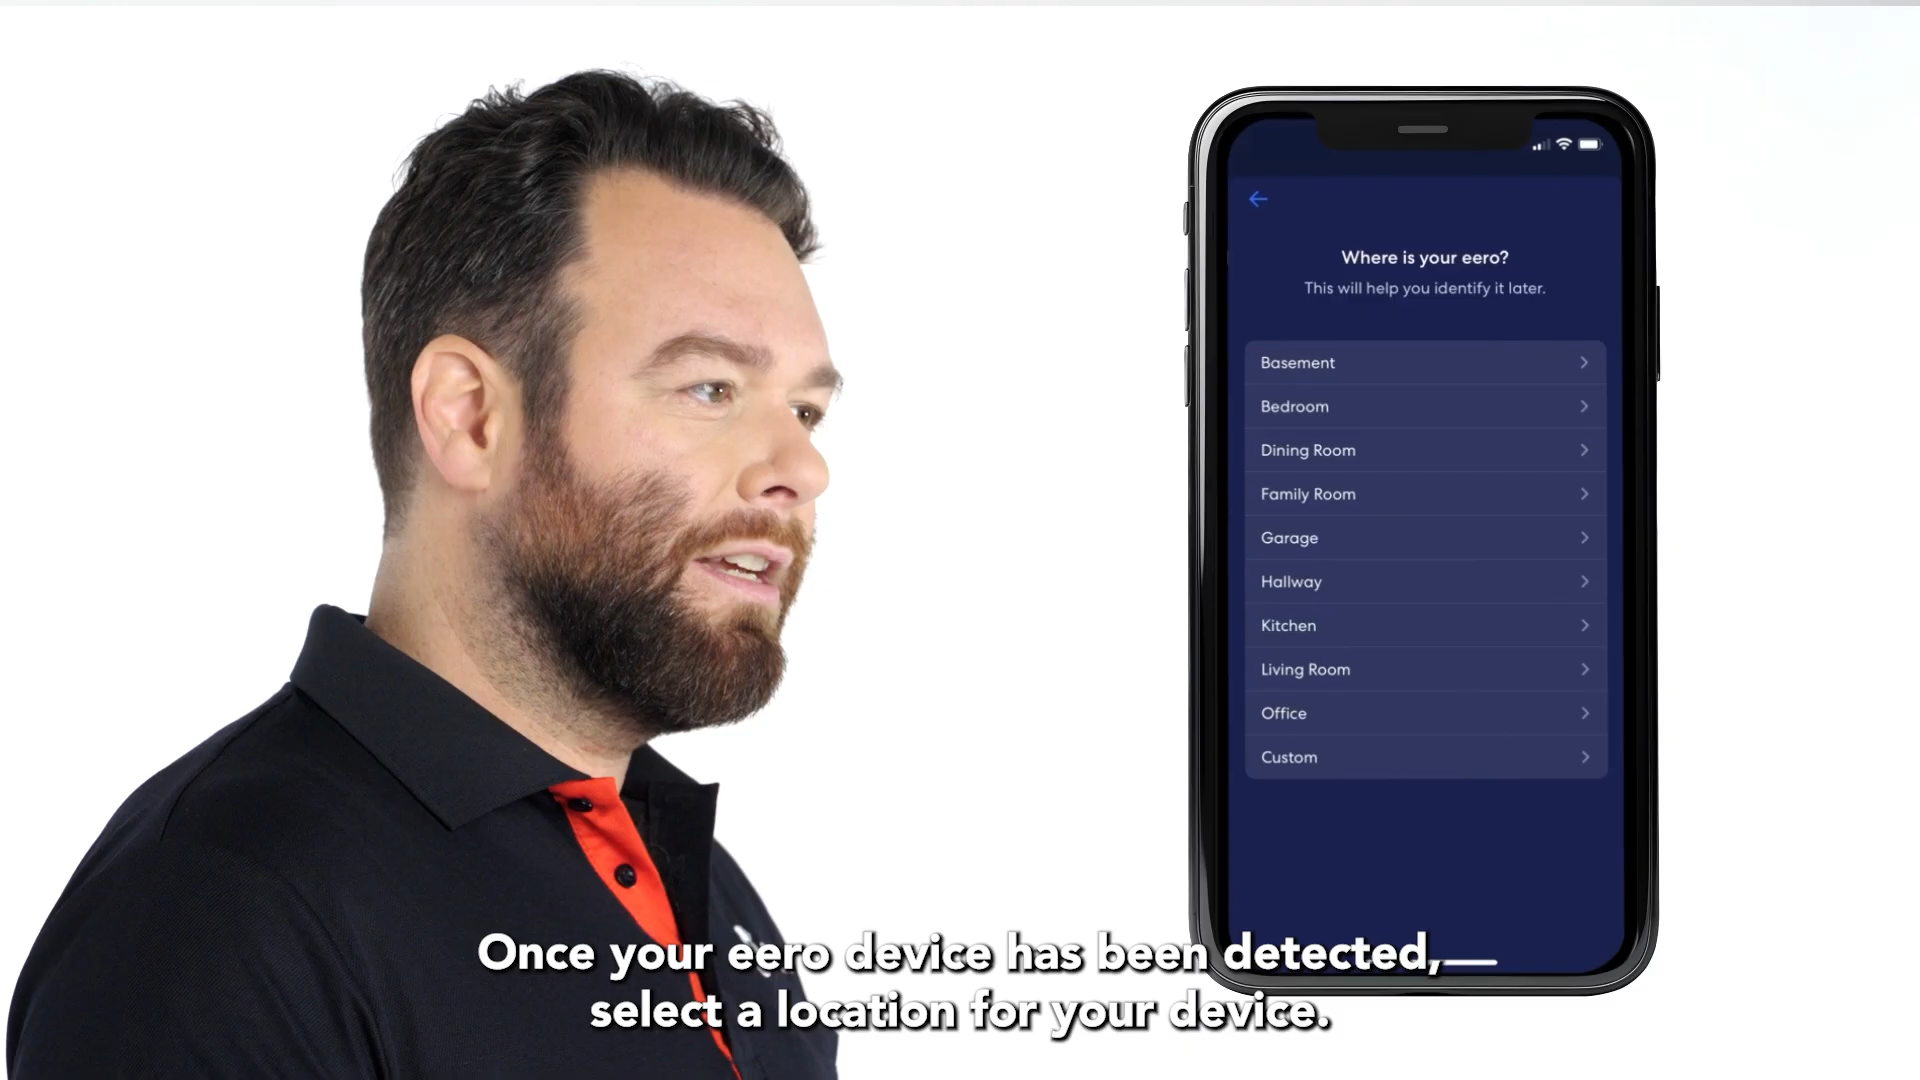 Where is your eero?
This will help you identify it later.
Basement
Bedroom
Dining Room
Family Room
Garage
Hallway
Kitchen
Living Room
Office
Custom
Once your eero device has been detected,
select a location for your device.